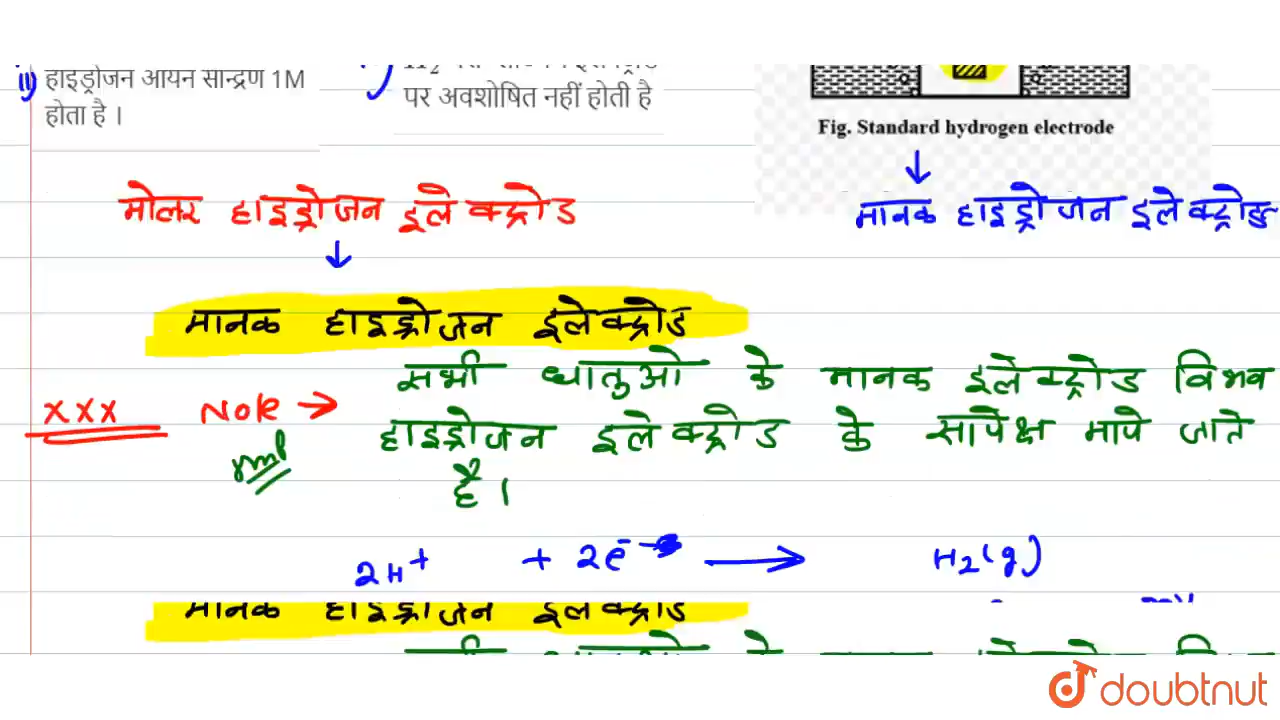 ii)
हाइड्रोजन आयन सान्द्रण 1M
होता है ।
पर अवशोषित नहीं होती है
Fig. Standard hydrogen electrode
मोलर हाइड्रोजन इलेक्ट्रोड
मानक हाइड्रोजन इलेक्ट्रोड
मानक हाइड्रोजन इलेक्ट्रोड
सभी धातुओ के मानक इलेक्ट्रोड विभव
xxx Note →
हाइड्रोजन इलेक्ट्रोड के सापेक्ष मापे जाते
है ।
2H⁺ + 2e⁻ → H₂(g)
मानक हाइड्रोजन इलेक्ट्रोड
doubtnut